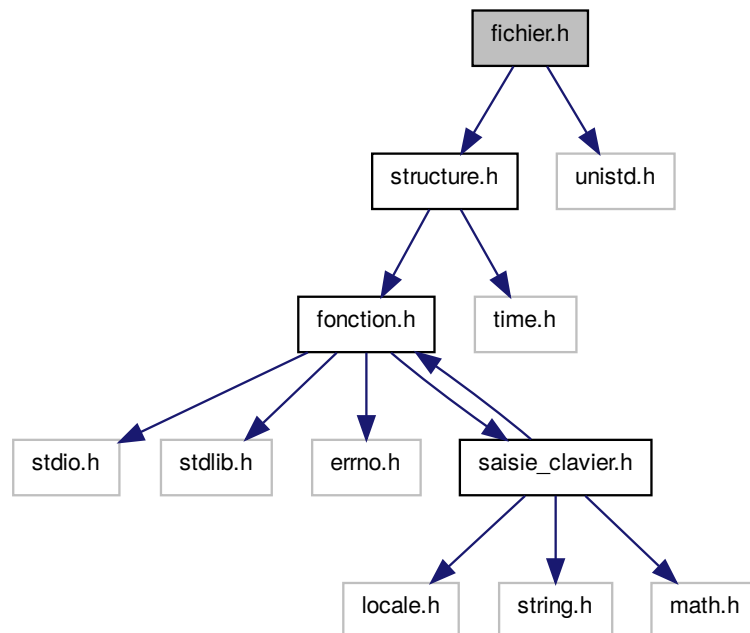 fichier.h
structure.h
unistd.h
fonction.h
time.h
stdio.h
stdlib.h
errno.h
saisie_clavier.h
locale.h
string.h
math.h